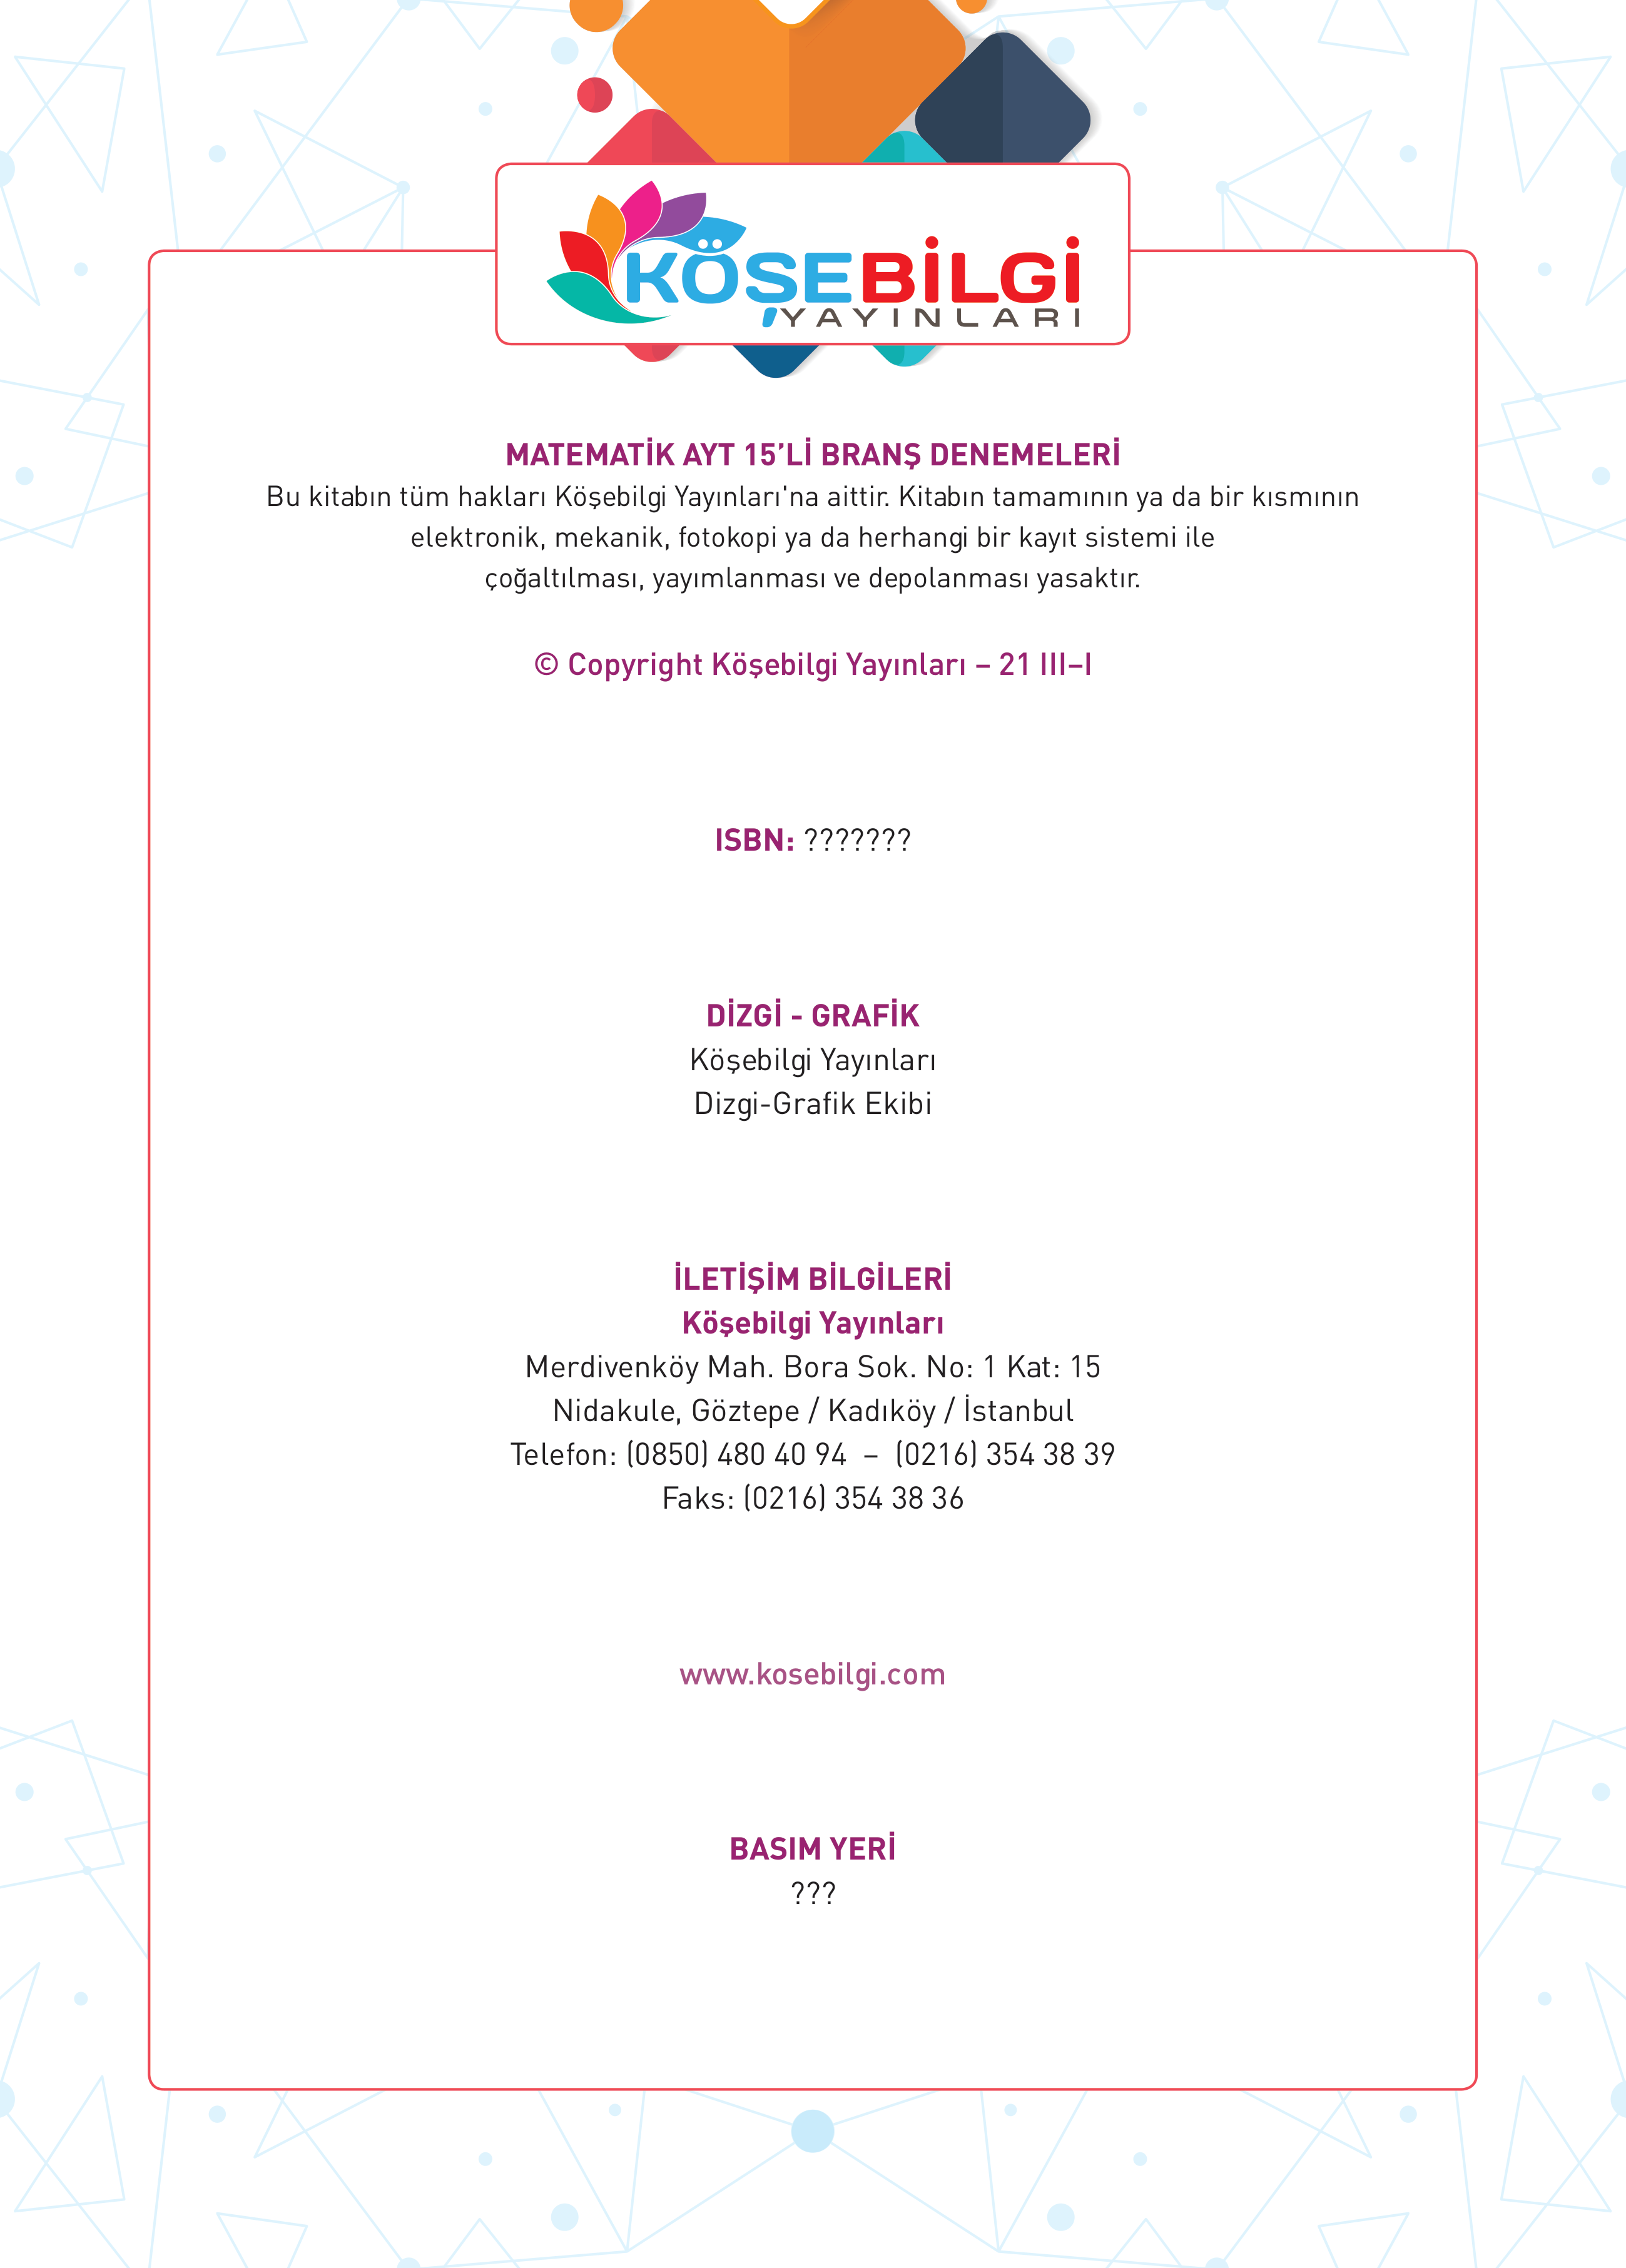 KÖŞEBİLGİ
YAYINLARI
MATEMATİK AYT 15’Lİ BRANŞ DENEMELERİ
Bu kitabın tüm hakları Köşebilgi Yayınları'na aittir. Kitabın tamamının ya da bir kısmının
elektronik, mekanik, fotokopi ya da herhangi bir kayıt sistemi ile
çoğaltılması, yayımlanması ve depolanması yasaktır.
© Copyright Köşebilgi Yayınları – 21 III–I
ISBN: ???????
DİZGİ - GRAFİK
Köşebilgi Yayınları
Dizgi-Grafik Ekibi
İLETİŞİM BİLGİLERİ
Köşebilgi Yayınları
Merdivenköy Mah. Bora Sok. No: 1 Kat: 15
Nidakule, Göztepe / Kadıköy / İstanbul
Telefon: (0850) 480 40 94 – (0216) 354 38 39
Faks: (0216) 354 38 36
www.kosebilgi.com
BASIM YERİ
???